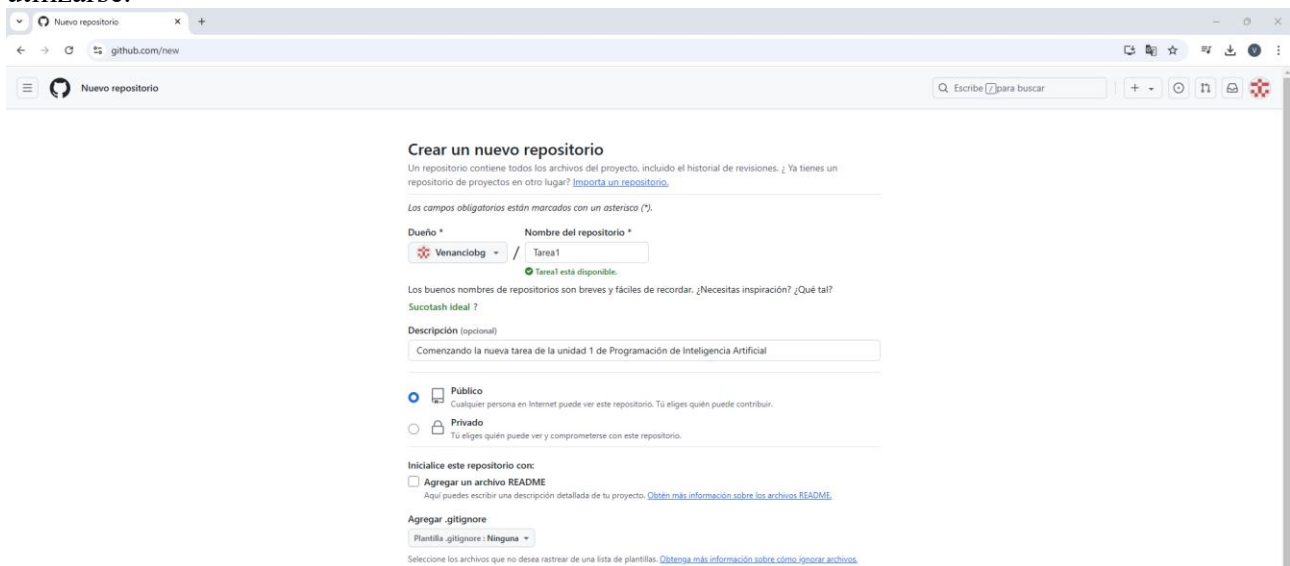 utilizarse.
Nuevo repositorio
github.com/new
Nuevo repositorio
Escribe / para buscar
Crear un nuevo repositorio
Un repositorio contiene todos los archivos del proyecto, incluido el historial de revisiones. ¿ Ya tienes un
repositorio de proyectos en otro lugar? Importa un repositorio.
Los campos obligatorios están marcados con un asterisco (*).
Dueño * Nombre del repositorio *
Venanciobg / Tarea1
Tarea1 está disponible.
Los buenos nombres de repositorios son breves y fáciles de recordar. ¿Necesitas inspiración? ¿Qué tal?
Sucotash ideal ?
Descripción (opcional)
Comenzando la nueva tarea de la unidad 1 de Programación de Inteligencia Artificial
Público
Cualquier persona en Internet puede ver este repositorio. Tú eliges quién puede contribuir.
Privado
Tú eliges quién puede ver y comprometerse con este repositorio.
Inicialice este repositorio con:
Agregar un archivo README
Aquí puedes escribir una descripción detallada de tu proyecto. Obtén más información sobre los archivos README.
Agregar .gitignore
Plantilla .gitignore : Ninguna
Seleccione los archivos que no desea rastrear de una lista de plantillas. Obtenga más información sobre cómo ignorar archivos.